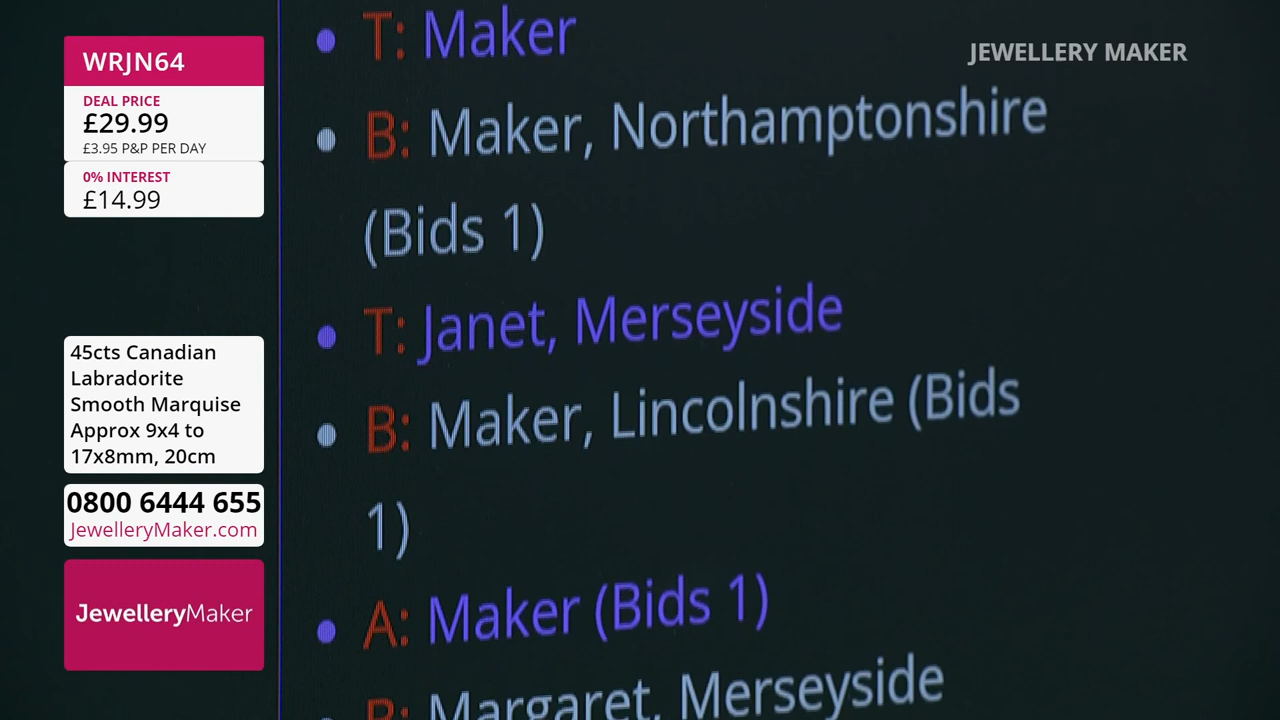 WRJN64
DEAL PRICE
£29.99
£3.95 P&P PER DAY
0% INTEREST
£14.99
45cts Canadian
Labradorite
Smooth Marquise
Approx 9x4 to
17x8mm, 20cm
0800 6444 655
JewelleryMaker.com
JewelleryMaker
JEWELLERY MAKER
T: Maker
B: Maker, Northamptonshire
(Bids 1)
T: Janet, Merseyside
B: Maker, Lincolnshire (Bids
1)
A: Maker (Bids 1)
B: Margaret, Merseyside